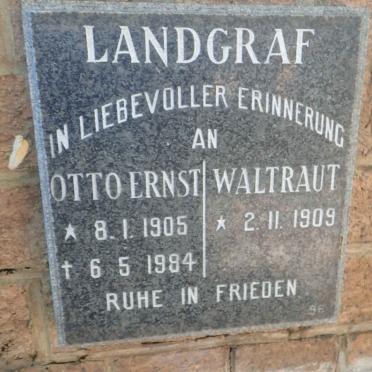 LANDGRAF
IN LIEBEVOLLER ERINNERUNG
AN
OTTO ERNST WALTRAUT
* 8. 1. 1905 * 2. 11. 1909
† 6 5 1984
RUHE IN FRIEDEN